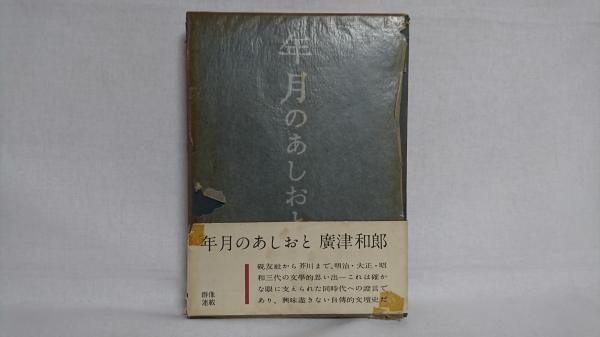 年月のあしおと
年月のあしおと 廣津和郎
硯友社から芥川まで、明治・大正・昭
和三代の文學的思い出―これは確か
な眼に支えられた同時代への證言で
あり、興味盡きない自傳的文壇史だ
群像
連載